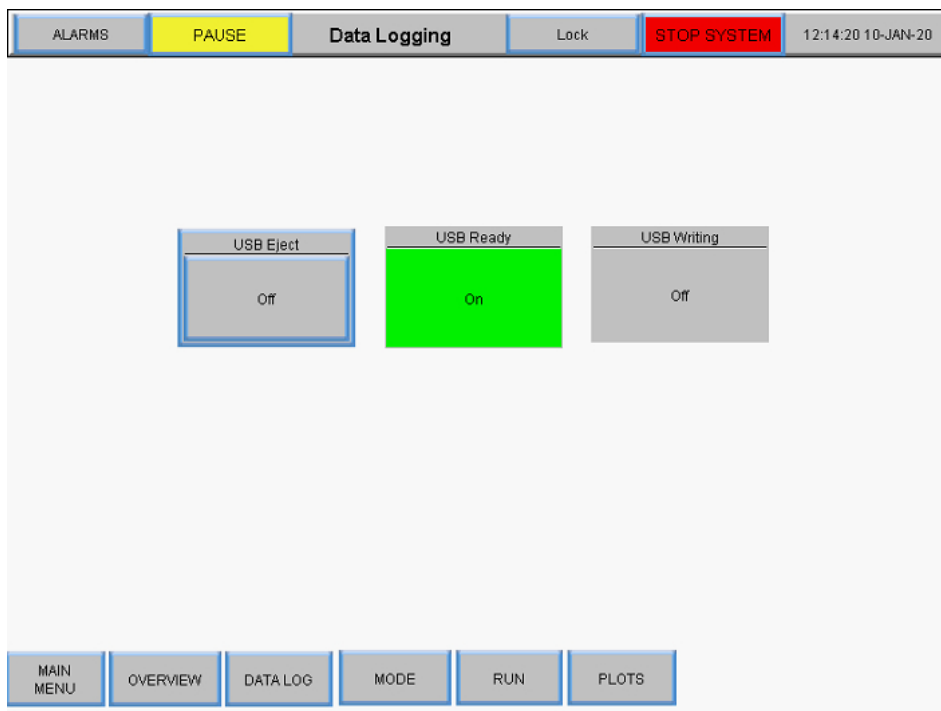 ALARMS PAUSE Data Logging Lock STOP SYSTEM 12:14:20 10-JAN-20
USB Eject USB Ready USB Writing
Off On Off
MAIN MENU OVERVIEW DATA LOG MODE RUN PLOTS